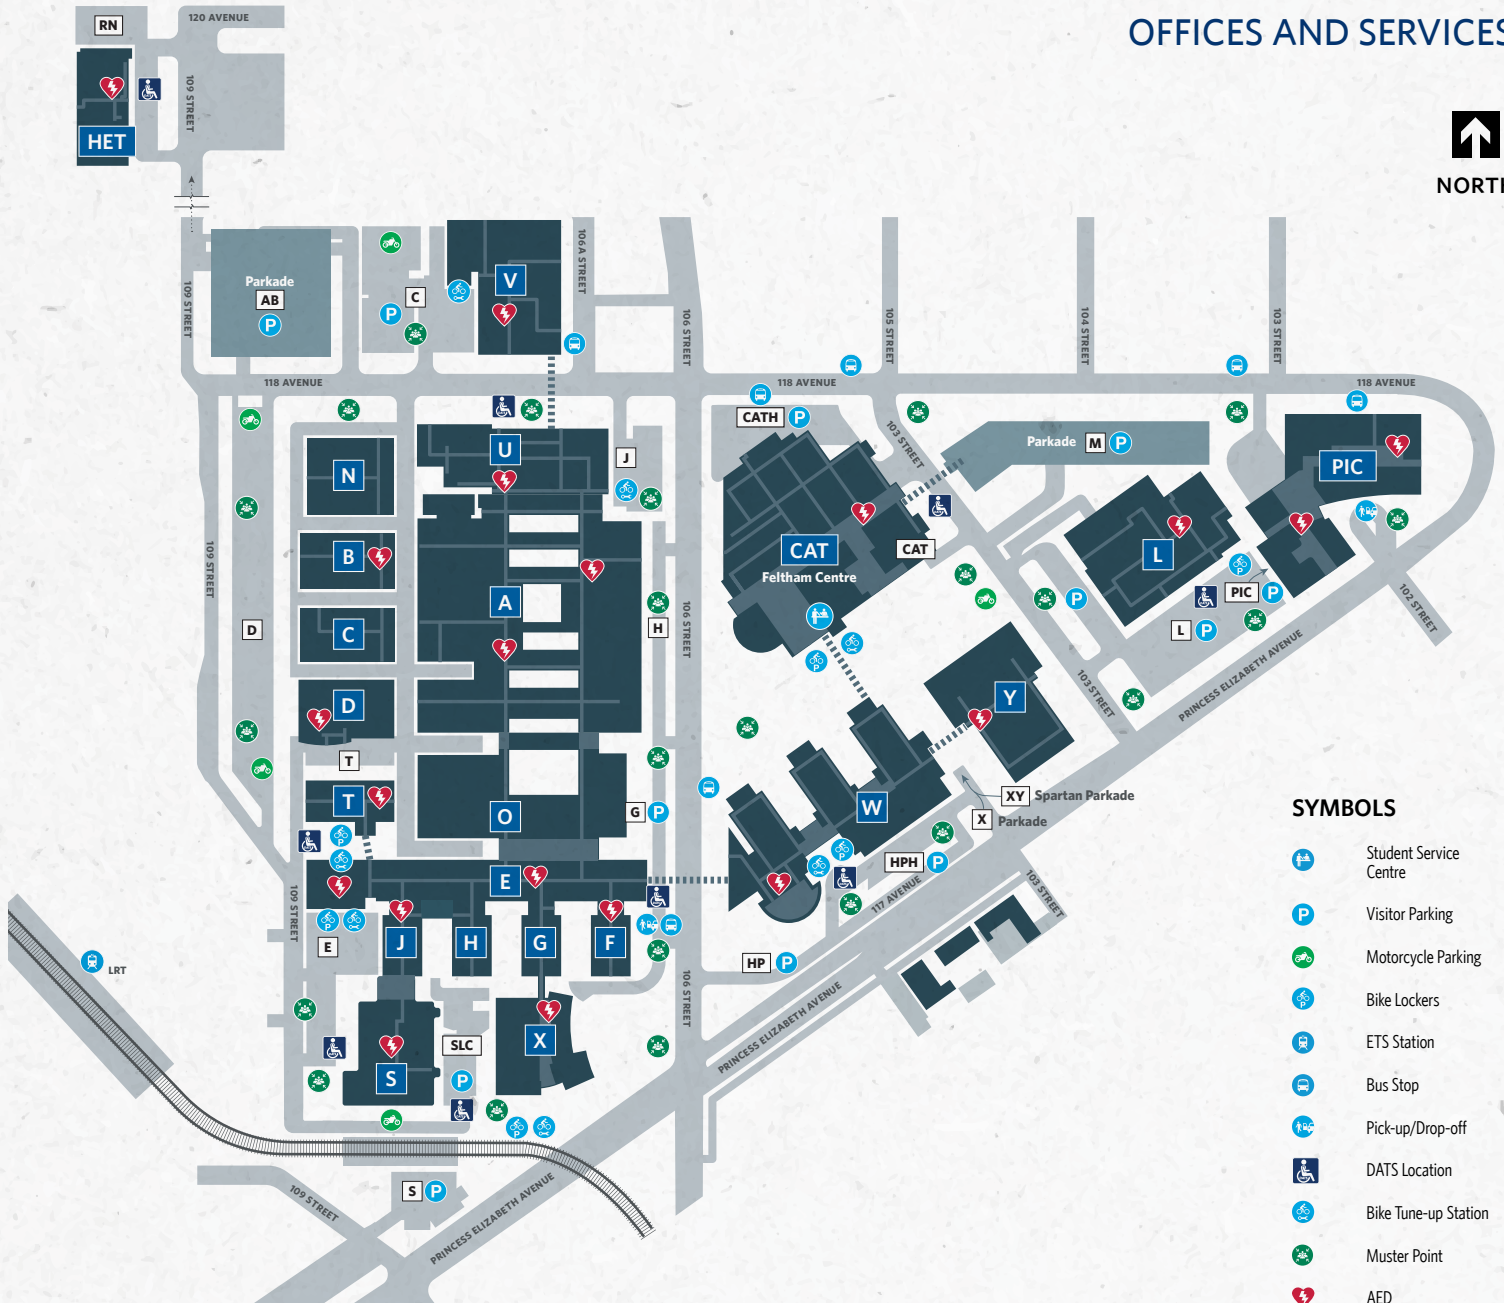 OFFICES AND SERVICES
RN
120 AVENUE
109 STREET
HET
NORTH
Parkade
AB
P
C
P
V
106A STREET
109 STREET
106 STREET
105 STREET
104 STREET
103 STREET
118 AVENUE
118 AVENUE
118 AVENUE
CATH
P
103 STREET
Parkade
M
P
U
J
N
PIC
B
CAT
Feltham Centre
CAT
L
109 STREET
A
C
D
H
106 STREET
P
PIC
P
L
P
102 STREET
PRINCESS ELIZABETH AVENUE
D
T
Y
103 STREET
T
O
G
P
W
XY
Spartan Parkade
X
Parkade
E
HPH
P
117 AVENUE
103 STREET
109 STREET
E
J
H
G
F
HP
P
LRT
106 STREET
SLC
X
S
P
PRINCESS ELIZABETH AVENUE
S
P
109 STREET
PRINCESS ELIZABETH AVENUE
SYMBOLS
Student Service
Centre
P
Visitor Parking
Motorcycle Parking
Bike Lockers
ETS Station
Bus Stop
Pick-up/Drop-off
DATS Location
Bike Tune-up Station
Muster Point
AED